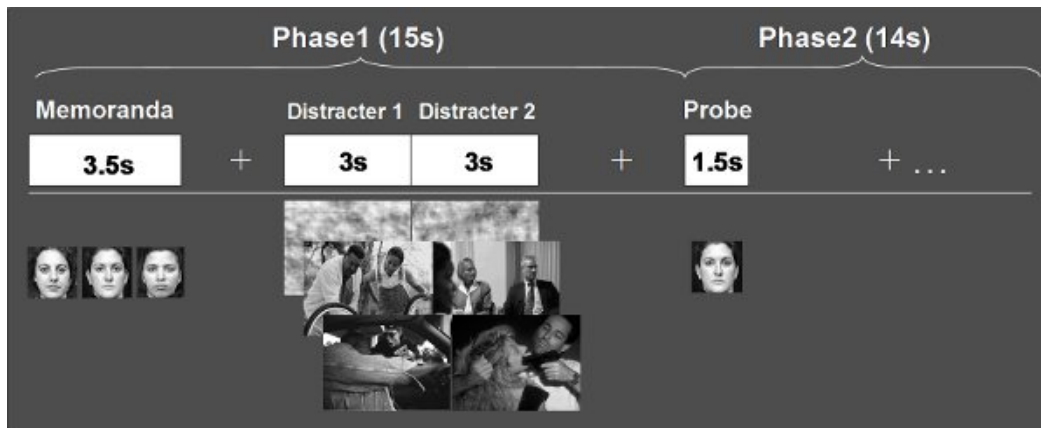 Phase1 (15s) Phase2 (14s)
Memoranda Distracter 1 Distracter 2 Probe
3.5s + 3s 3s + 1.5s + ...